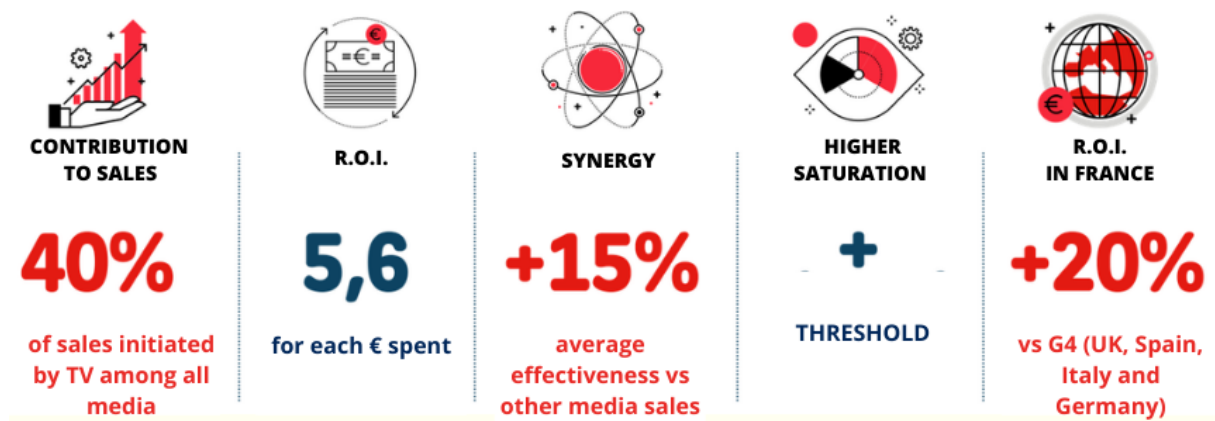 CONTRIBUTION
TO SALES
40%
of sales initiated
by TV among all
media
R.O.I.
5,6
for each € spent
SYNERGY
+15%
average
effectiveness vs
other media sales
HIGHER
SATURATION
+
THRESHOLD
R.O.I.
IN FRANCE
+20%
vs G4 (UK, Spain,
Italy and
Germany)
=€=
€
€